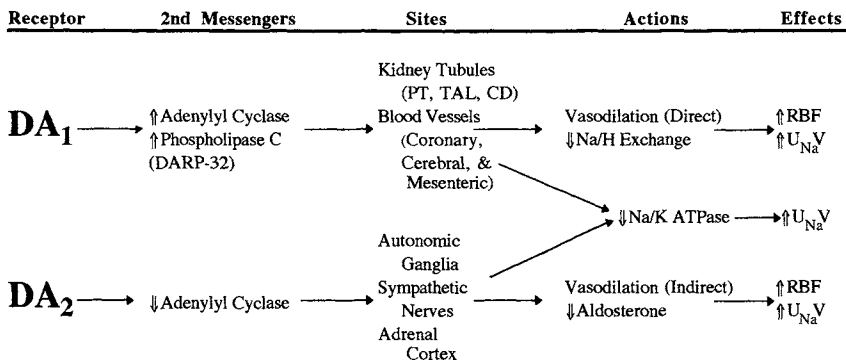 Receptor 2nd Messengers Sites Actions Effects
Kidney Tubules
(PT, TAL, CD)
DA1 ⇑Adenylyl Cyclase Blood Vessels Vasodilation (Direct) ⇑RBF
⇑Phospholipase C (Coronary, ⇓Na/H Exchange ⇑UNaV
(DARP-32) Cerebral, &
Mesenteric)
⇓Na/K ATPase ⇑UNaV
Autonomic
Ganglia
DA2 ⇓Adenylyl Cyclase Sympathetic Vasodilation (Indirect) ⇑RBF
Nerves ⇓Aldosterone ⇑UNaV
Adrenal
Cortex